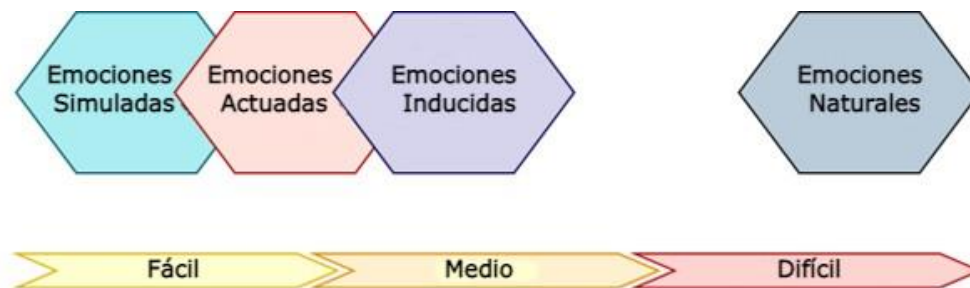 Emociones
Simuladas
Emociones
Actuadas
Emociones
Inducidas
Emociones
Naturales
Fácil
Medio
Difícil